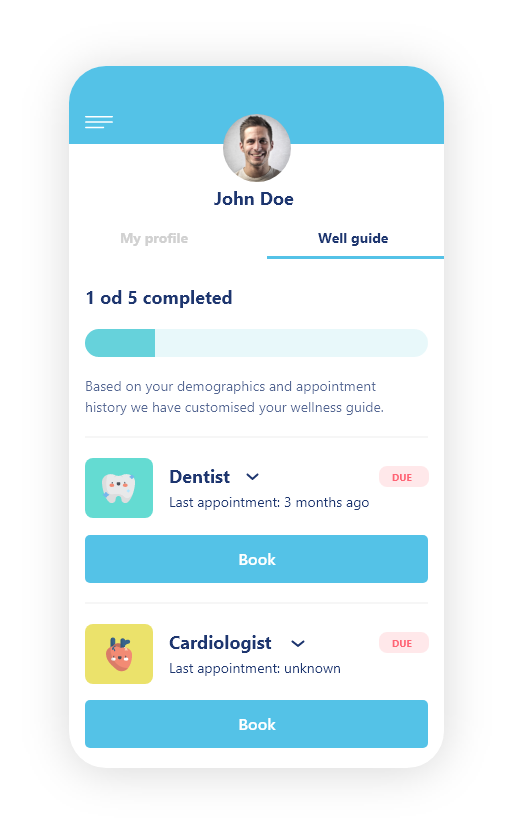 John Doe
My profile
Well guide
1 od 5 completed
Based on your demographics and appointment
history we have customised your wellness guide.
Dentist
DUE
Last appointment: 3 months ago
Book
Cardiologist
DUE
Last appointment: unknown
Book